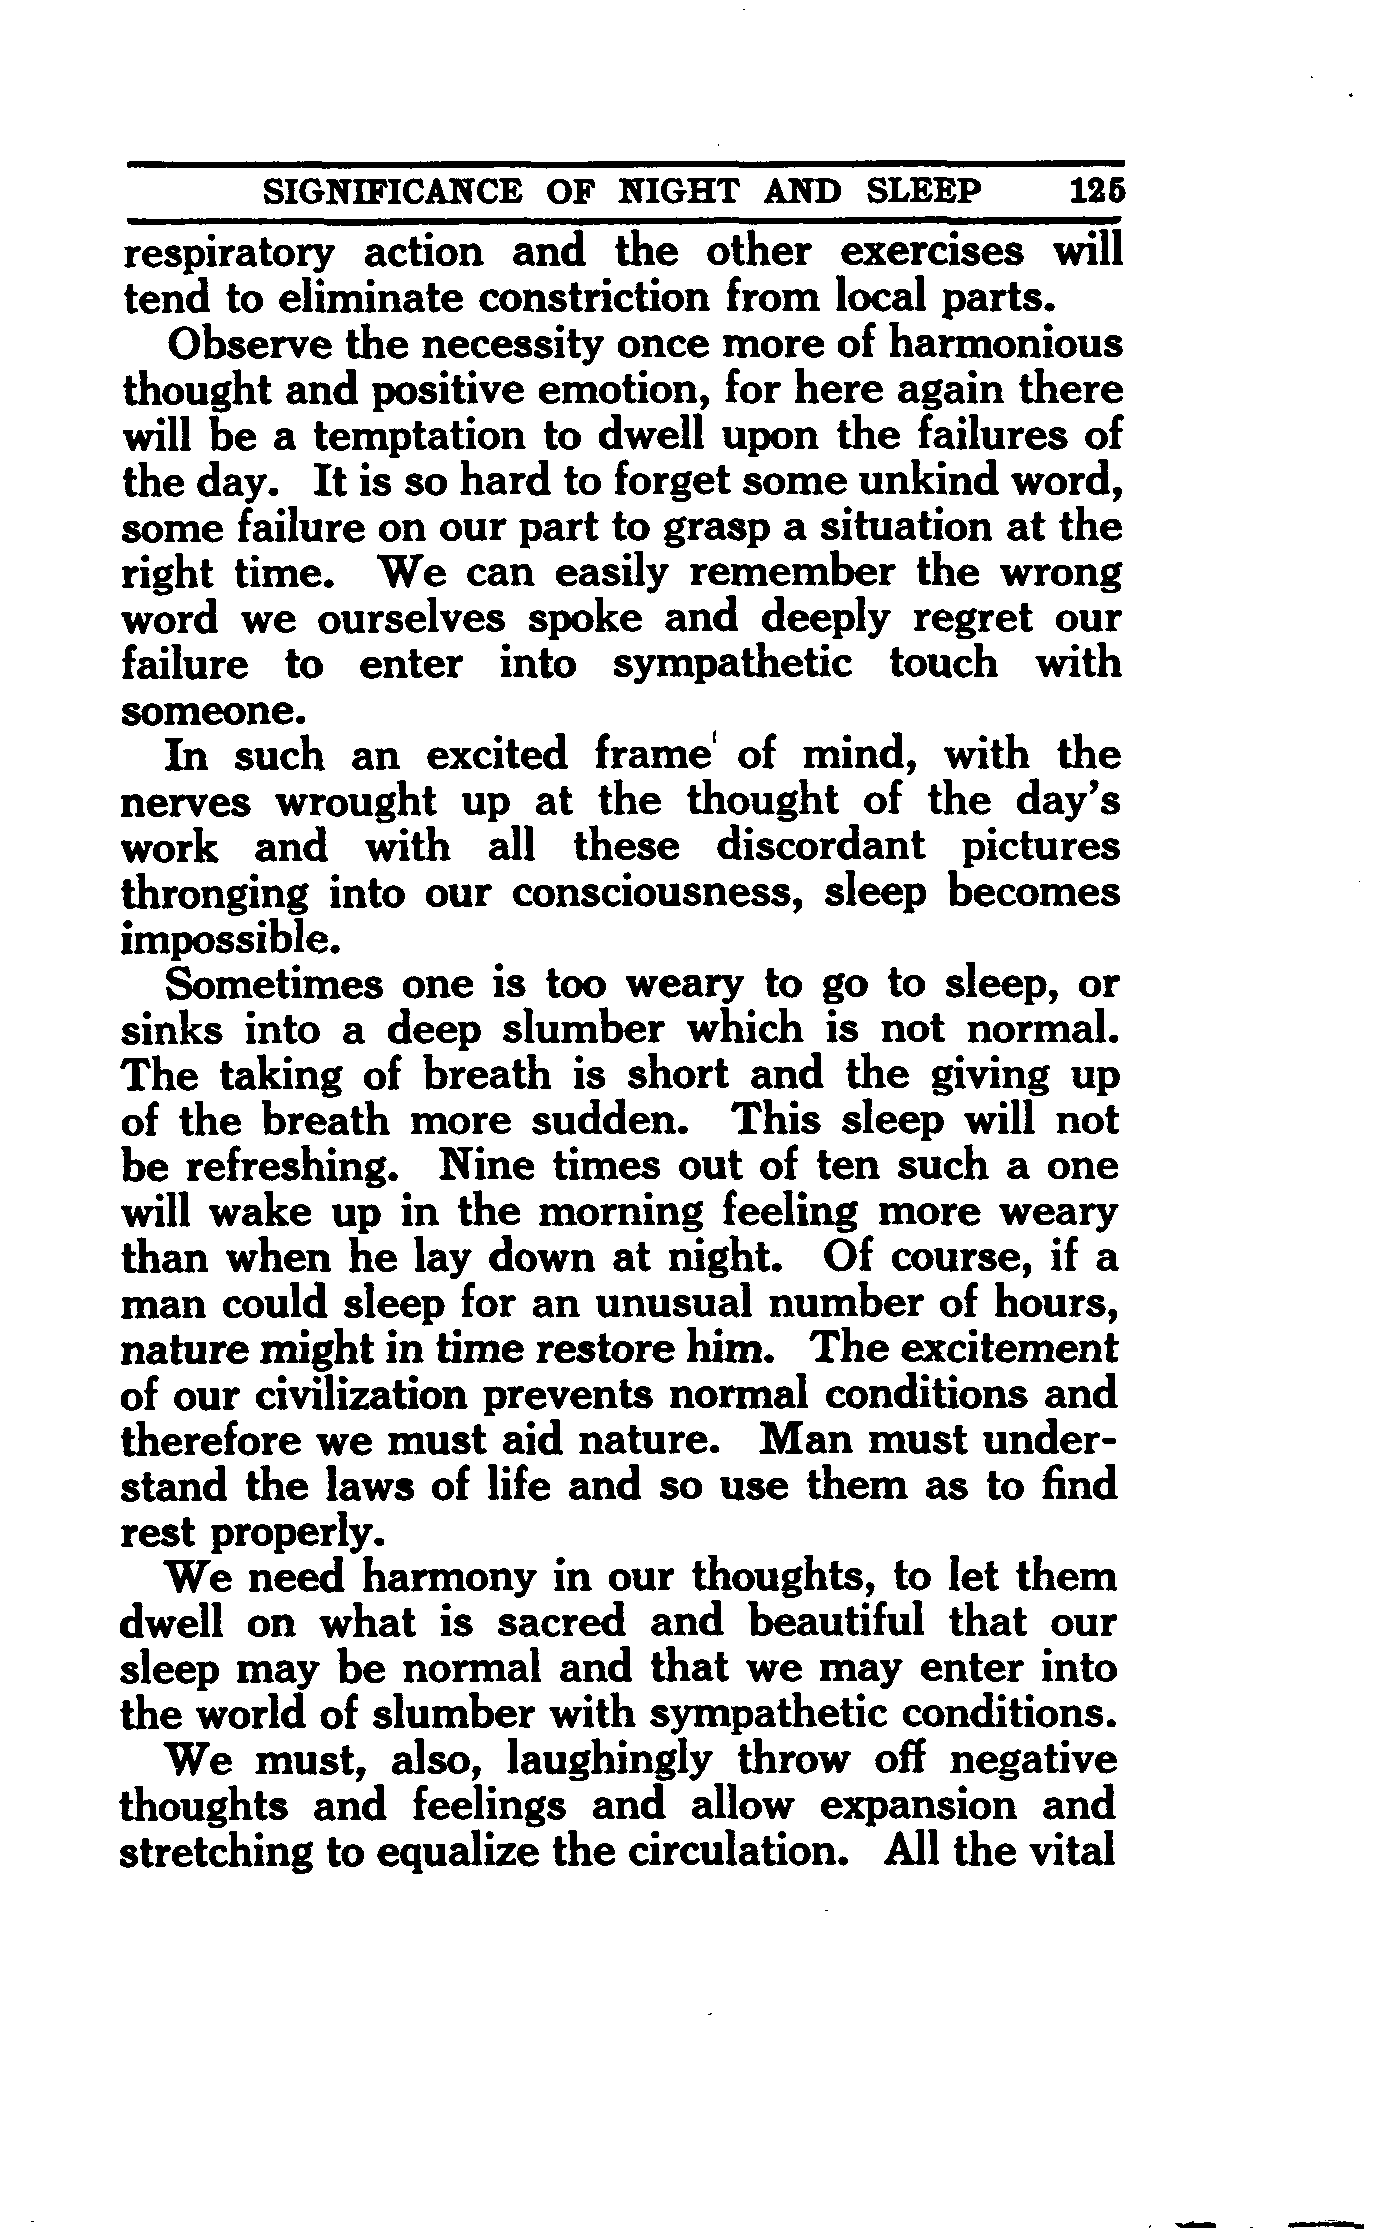 SIGNIFICANCE OF NIGHT AND SLEEP 125
respiratory action and the other exercises will
tend to eliminate constriction from local parts.
Observe the necessity once more of harmonious
thought and positive emotion, for here again there
will be a temptation to dwell upon the failures of
the day. It is so hard to forget some unkind word,
some failure on our part to grasp a situation at the
right time. We can easily remember the wrong
word we ourselves spoke and deeply regret our
failure to enter into sympathetic touch with
someone.
In such an excited frame of mind, with the
nerves wrought up at the thought of the day's
work and with all these discordant pictures
thronging into our consciousness, sleep becomes
impossible.
Sometimes one is too weary to go to sleep, or
sinks into a deep slumber which is not normal.
The taking of breath is short and the giving up
of the breath more sudden. This sleep will not
be refreshing. Nine times out of ten such a one
will wake up in the morning feeling more weary
than when he lay down at night. Of course, if a
man could sleep for an unusual number of hours,
nature might in time restore him. The excitement
of our civilization prevents normal conditions and
therefore we must aid nature. Man must under-
stand the laws of life and so use them as to find
rest properly.
We need harmony in our thoughts, to let them
dwell on what is sacred and beautiful that our
sleep may be normal and that we may enter into
the world of slumber with sympathetic conditions.
We must, also, laughingly throw off negative
thoughts and feelings and allow expansion and
stretching to equalize the circulation. All the vital